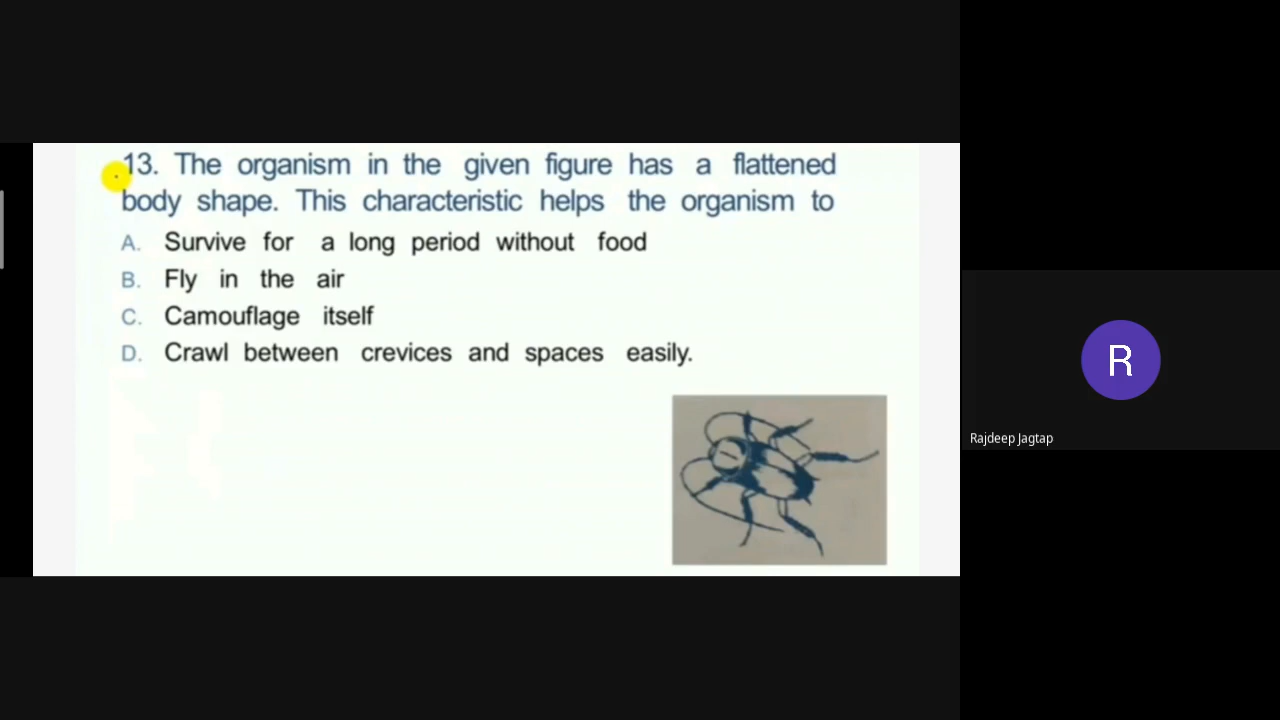 13. The organism in the given figure has a flattened
body shape. This characteristic helps the organism to
A. Survive for a long period without food
B. Fly in the air
C. Camouflage itself
D. Crawl between crevices and spaces easily.
R
Rajdeep Jagtap